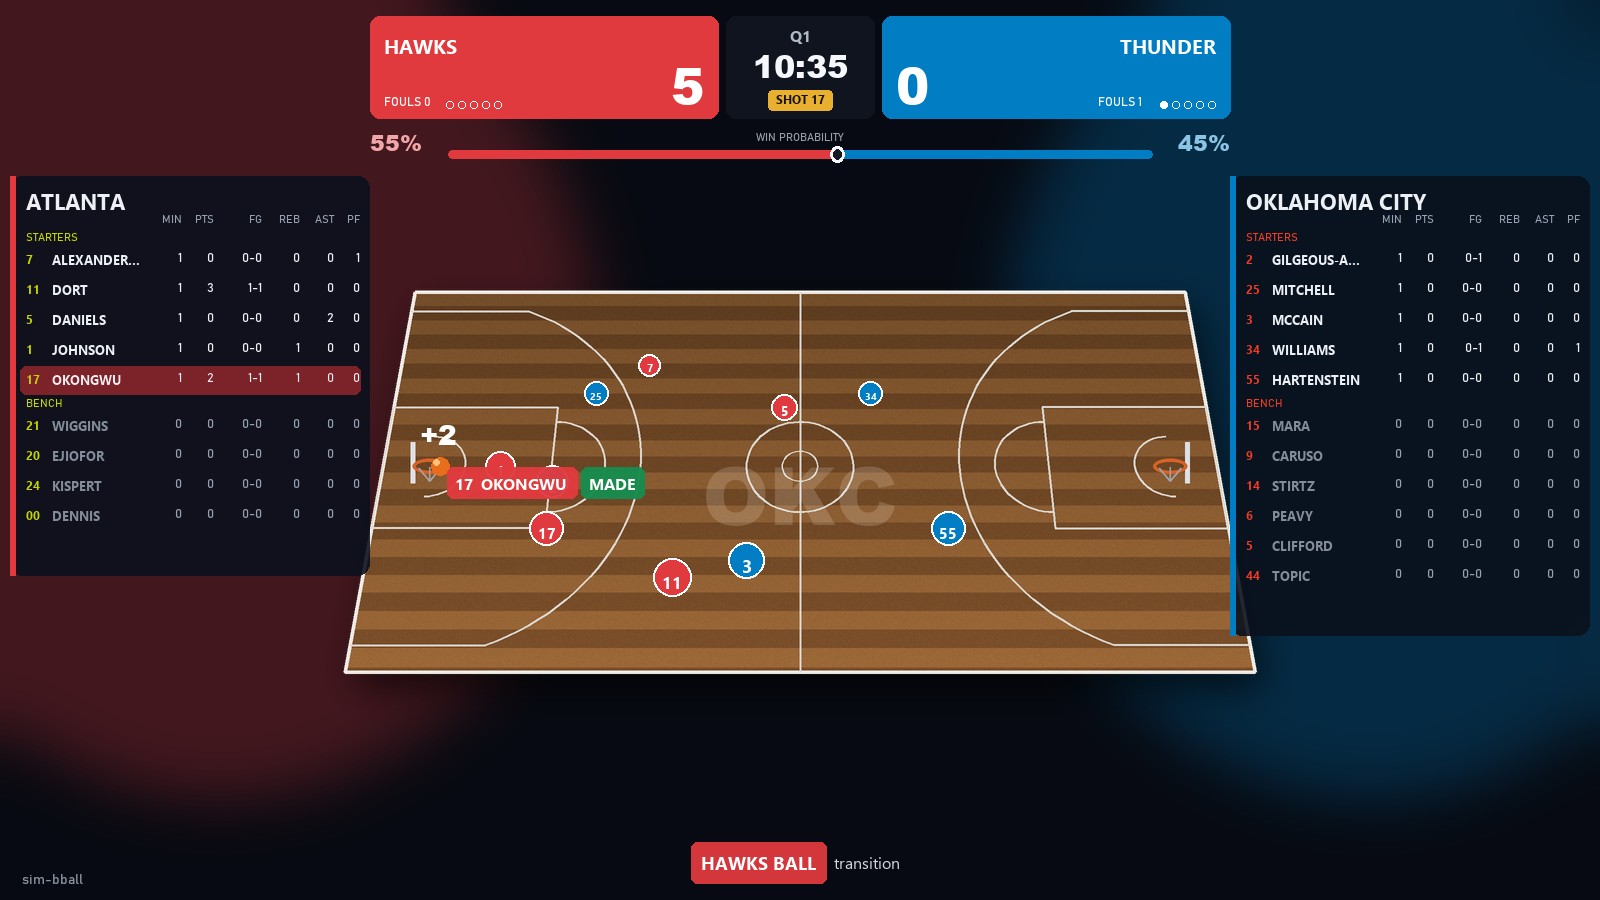 HAWKS
5
FOULS 0
Q1
10:35
SHOT 17
THUNDER
0
FOULS 1
55%
WIN PROBABILITY
45%
ATLANTA
MIN PTS FG REB AST PF
STARTERS
7 ALEXANDER... 1 0 0-0 0 0 1
11 DORT 1 3 1-1 0 0 0
5 DANIELS 1 0 0-0 0 2 0
1 JOHNSON 1 0 0-0 1 0 0
17 OKONGWU 1 2 1-1 1 0 0
BENCH
21 WIGGINS 0 0 0-0 0 0 0
20 EJIOFOR 0 0 0-0 0 0 0
24 KISPERT 0 0 0-0 0 0 0
00 DENNIS 0 0 0-0 0 0 0
OKLAHOMA CITY
MIN PTS FG REB AST PF
STARTERS
2 GILGEOUS-A... 1 0 0-1 0 0 0
25 MITCHELL 1 0 0-0 0 0 0
3 MCCAIN 1 0 0-0 0 0 0
34 WILLIAMS 1 0 0-1 0 0 1
55 HARTENSTEIN 1 0 0-0 0 0 0
BENCH
15 MARA 0 0 0-0 0 0 0
9 CARUSO 0 0 0-0 0 0 0
14 STIRTZ 0 0 0-0 0 0 0
6 PEAVY 0 0 0-0 0 0 0
5 CLIFFORD 0 0 0-0 0 0 0
44 TOPIC 0 0 0-0 0 0 0
7
25
34
5
+2
17 OKONGWU MADE
OKC
17
55
3
11
HAWKS BALL transition
sim-bball